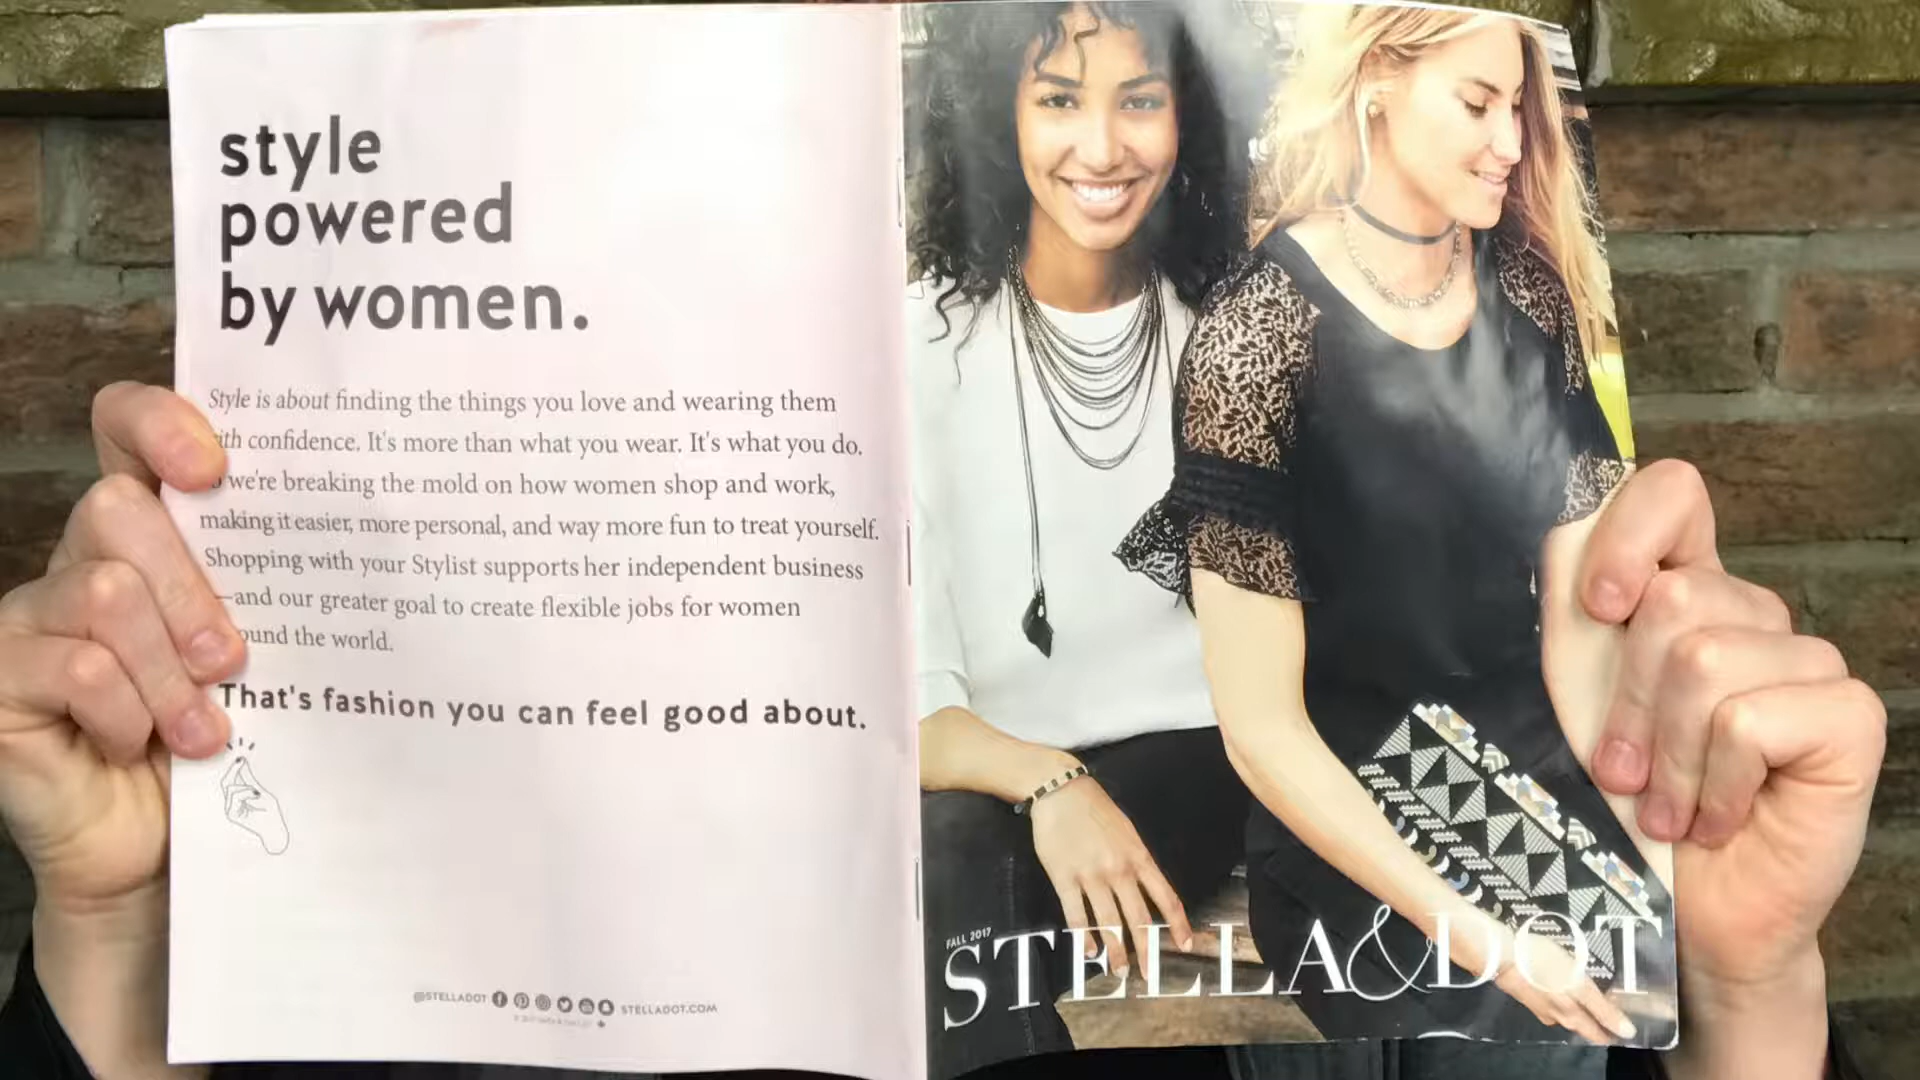 style
powered
by women.
Style is about finding the things you love and wearing them
ith confidence. It's more than what you wear. It's what you do.
we're breaking the mold on how women shop and work,
making it easier, more personal, and way more fun to treat yourself.
Shopping with your Stylist supports her independent business
—and our greater goal to create flexible jobs for women
ound the world.
That's fashion you can feel good about.
@STELLADOT STELLADOT.COM
FALL 2017
STELLA&DOT